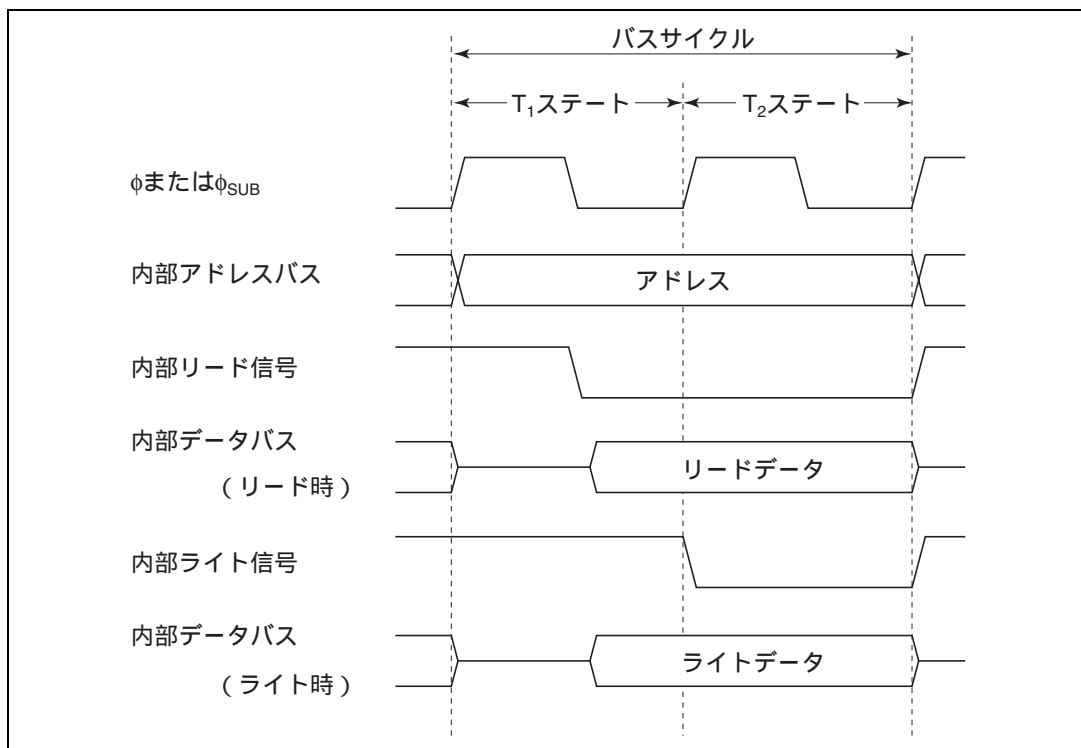 バスサイクル
T₁ステート
T₂ステート
φまたはφSUB
内部アドレスバス
アドレス
内部リード信号
内部データバス
(リード時)
リードデータ
内部ライト信号
内部データバス
(ライト時)
ライトデータ